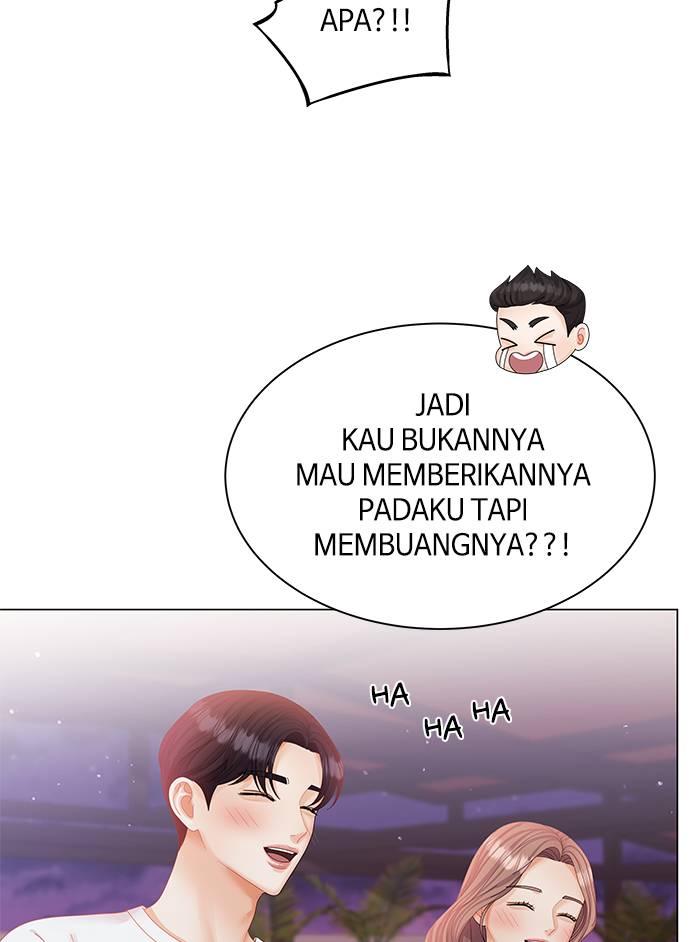 APA?!!
JADI
KAU BUKANNYA
MAU MEMBERIKANNYA
PADAKU TAPI
MEMBUANGNYA??!
HA
HA
HA